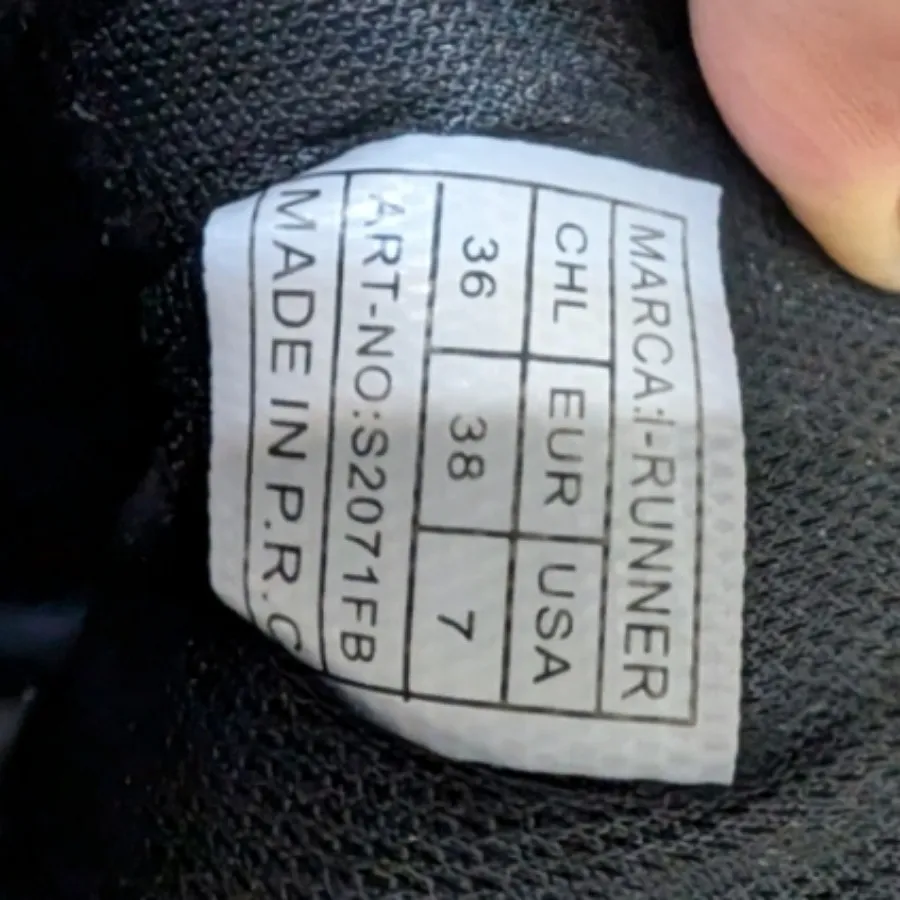 MARCA:I-RUNNER
CHL EUR USA
36 38 7
ART-NO:S2071FB
MADE IN P.R.C